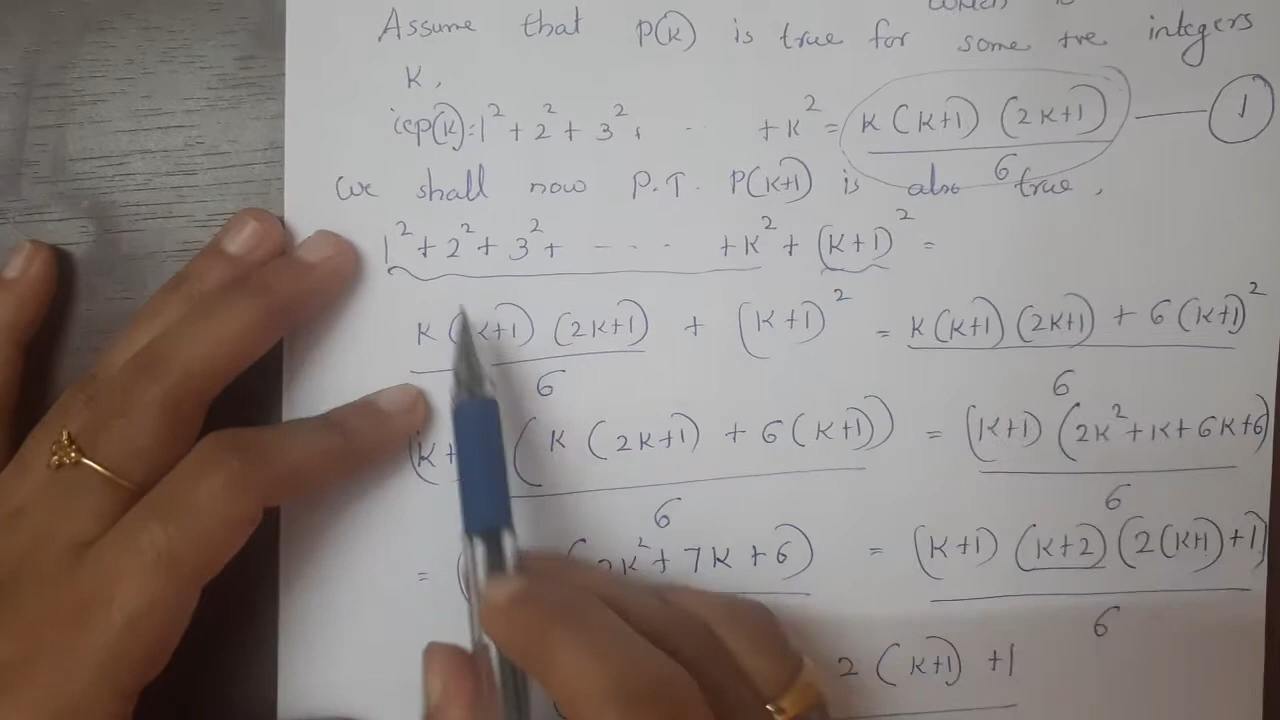 Assume that P(K) is true for some +ve integers
K,
ie P(K): 1² + 2² + 3² + ... + K² = K(K+1)(2K+1)/6 — 1
We shall now P.T. P(K+1) is also true.
1² + 2² + 3² + - - - . . + K² + (K+1)² =
K(K+1)(2K+1)/6 + (K+1)² = K(K+1)(2K+1) + 6(K+1)²/6
(K+ (K(2K+1) + 6(K+1))/6 = (K+1)(2K²+K+6K+6)/6
= ( (2K² + 7K + 6) = (K+1)(K+2)(2(K+1)+1)/6
2(K+1) +1